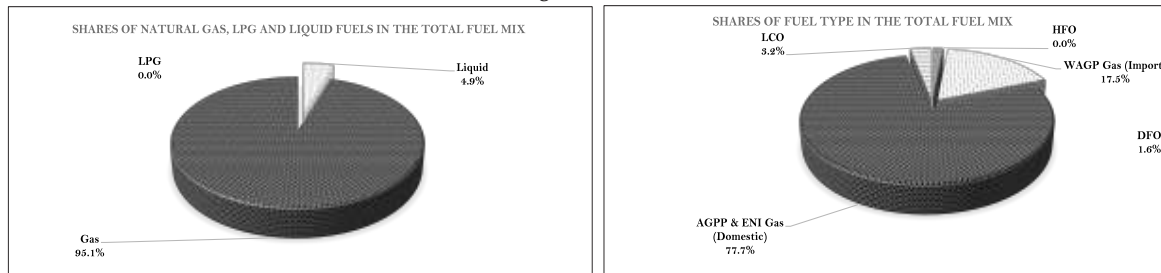 SHARES OF NATURAL GAS, LPG AND LIQUID FUELS IN THE TOTAL FUEL MIX
LPG
0.0%
Liquid
4.9%
Gas
95.1%
SHARES OF FUEL TYPE IN THE TOTAL FUEL MIX
LCO
3.2%
HFO
0.0%
WAGP Gas (Import
17.5%
DFO
1.6%
AGPP & ENI Gas
(Domestic)
77.7%